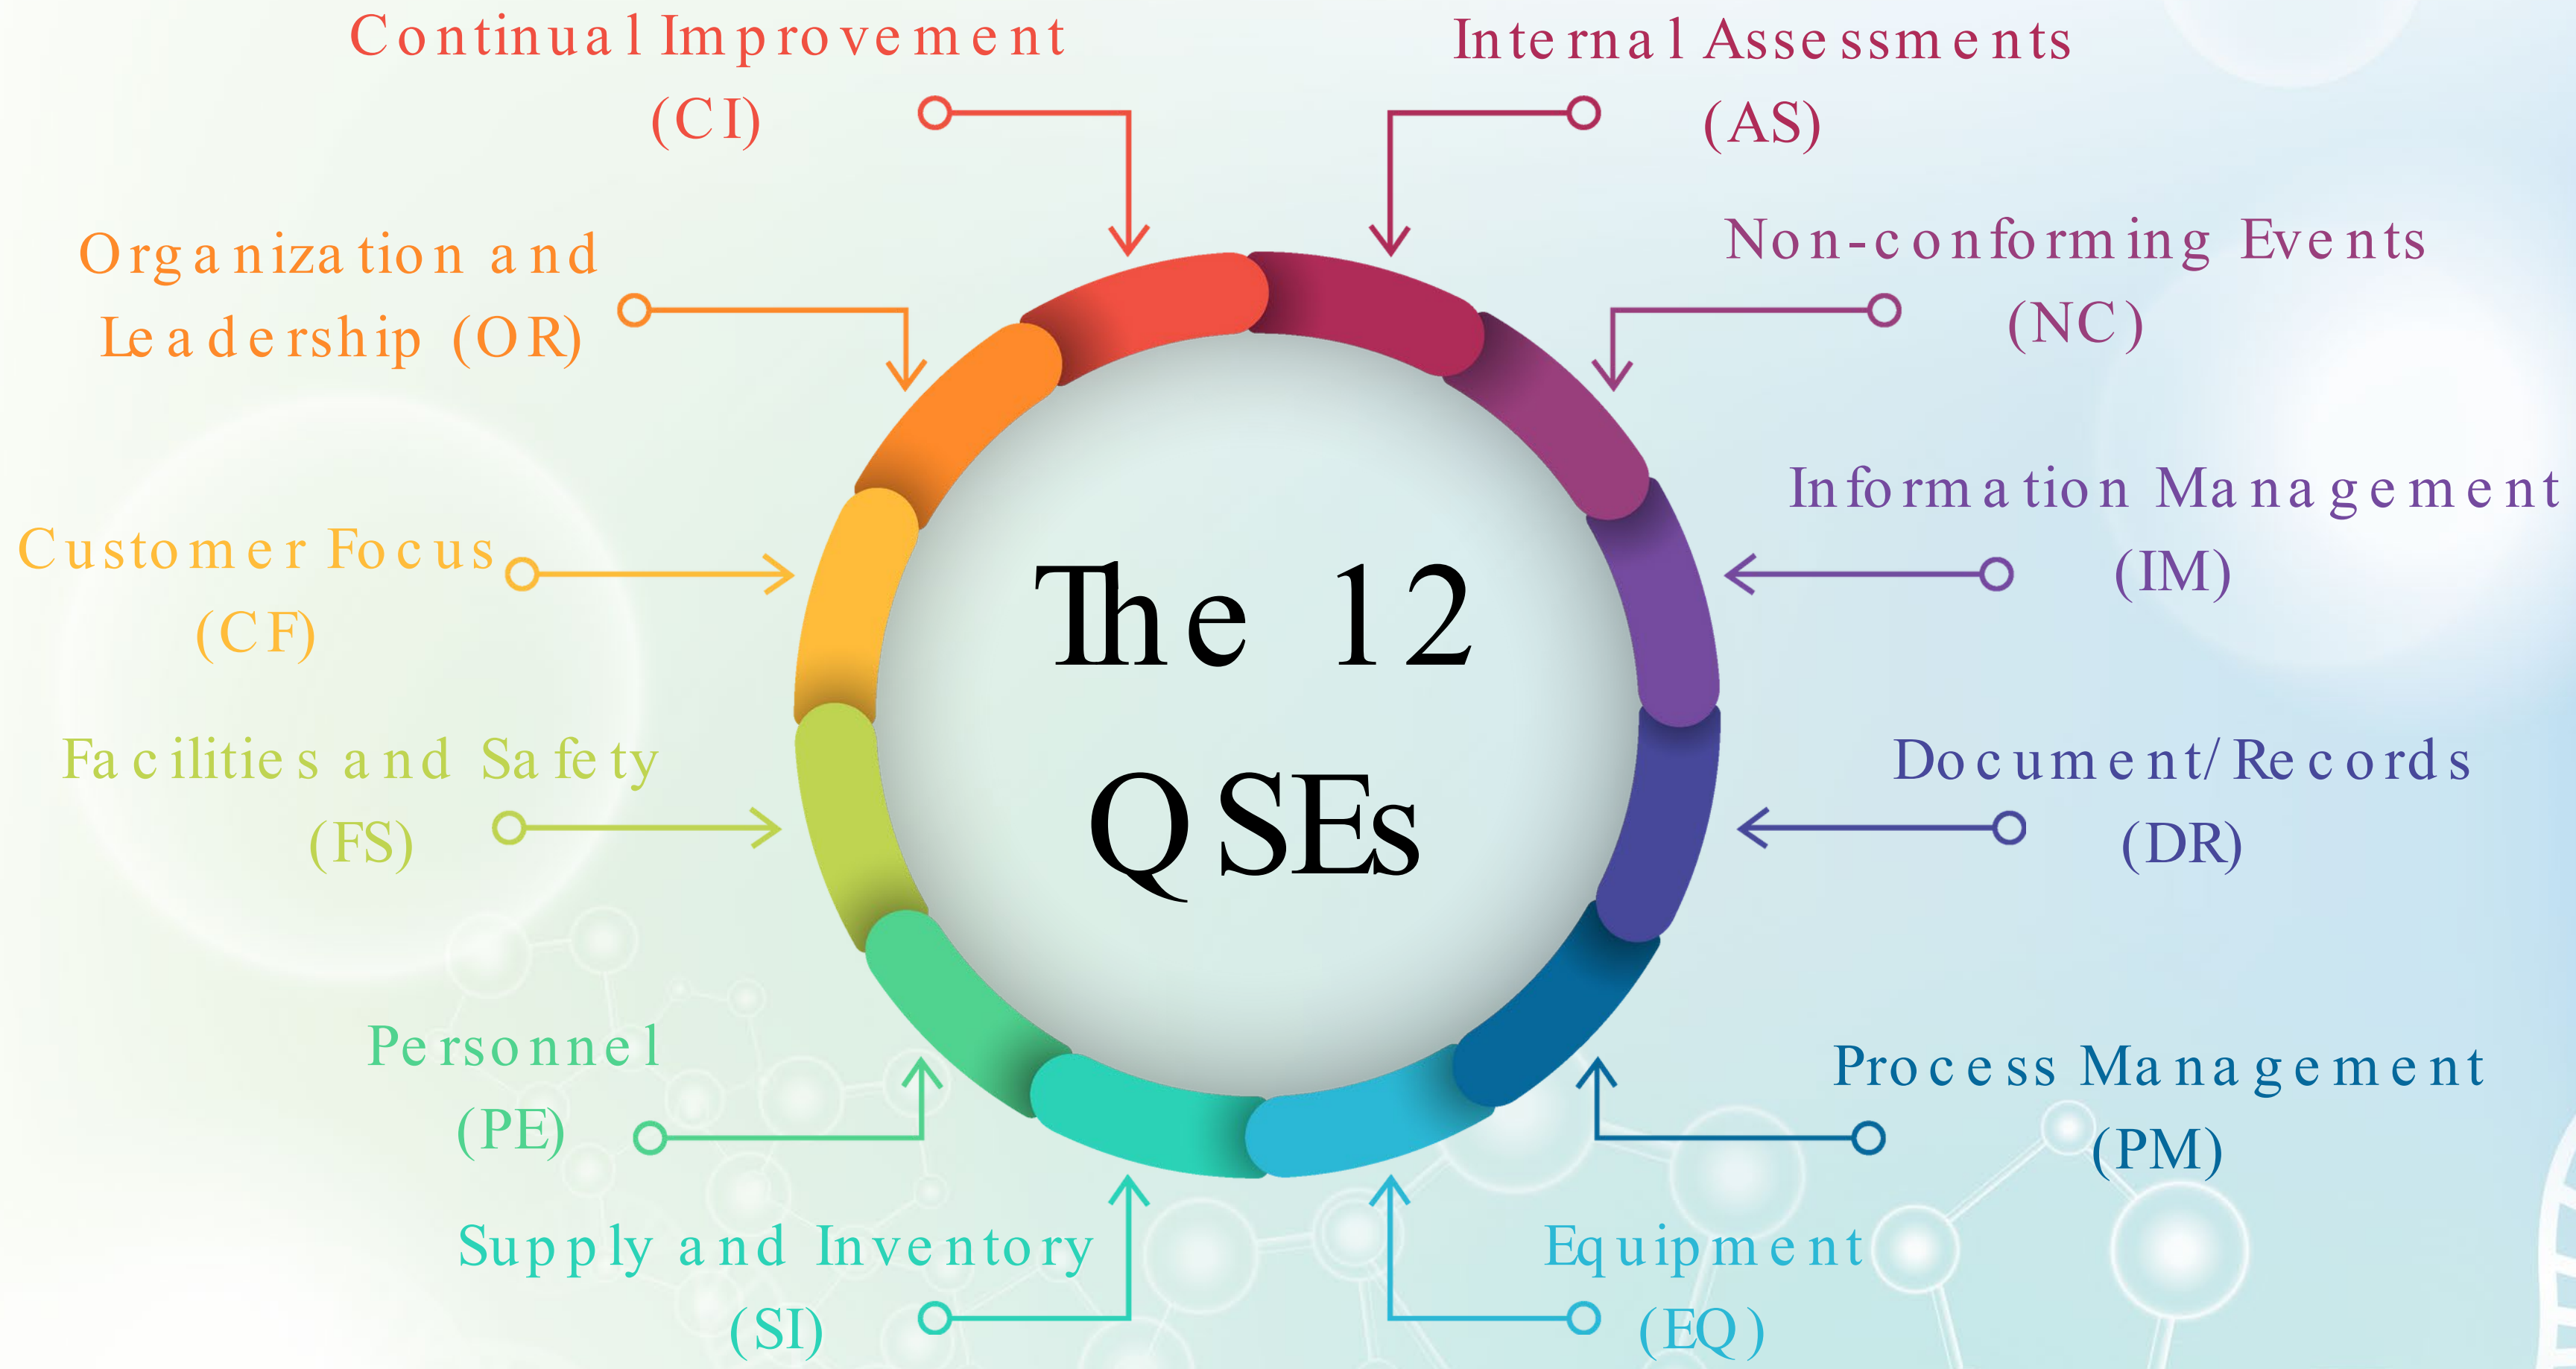 Continual Improvement
(CI)
Internal Assessments
(AS)
Organization and
Leadership (OR)
Non-conforming Events
(NC)
Customer Focus
(CF)
Information Management
(IM)
The 12
QSEs
Facilities and Safety
(FS)
Document/Records
(DR)
Personnel
(PE)
Process Management
(PM)
Supply and Inventory
(SI)
Equipment
(EQ)